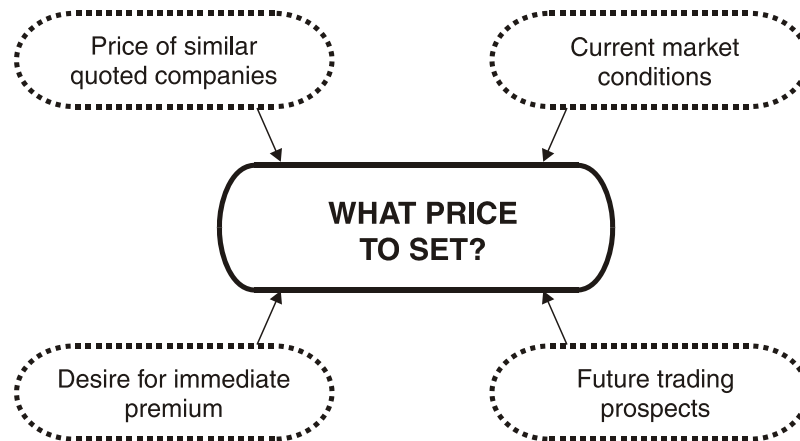 Price of similar
quoted companies
Current market
conditions
WHAT PRICE
TO SET?
Desire for immediate
premium
Future trading
prospects